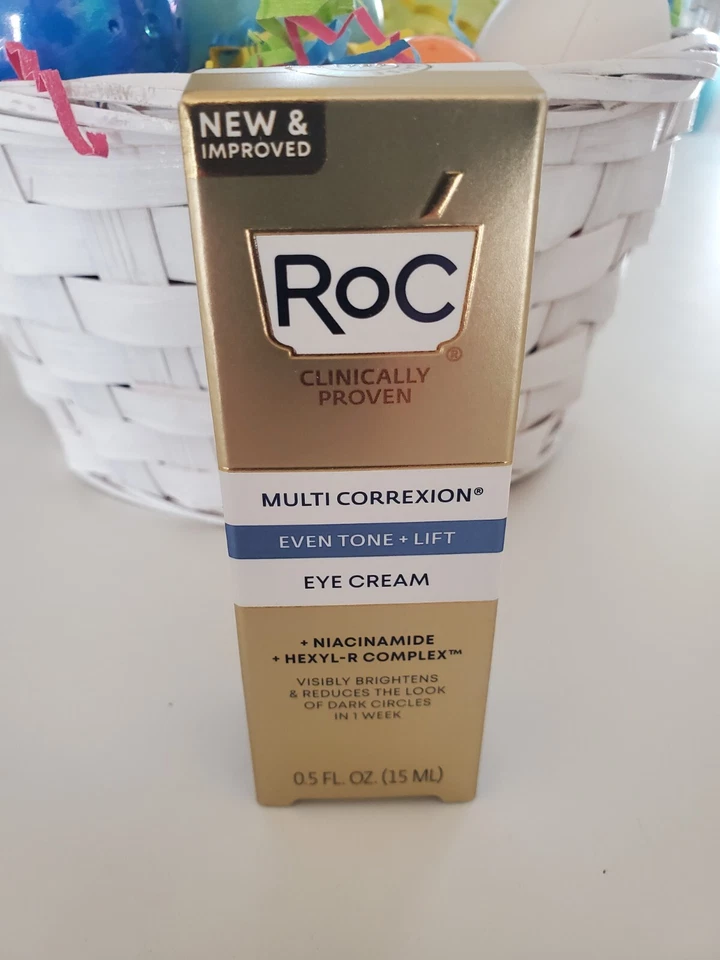 NEW &
IMPROVED
RoC®
CLINICALLY
PROVEN
MULTI CORREXION®
EVEN TONE + LIFT
EYE CREAM
+ NIACINAMIDE
+ HEXYL-R COMPLEX™
VISIBLY BRIGHTENS
& REDUCES THE LOOK
OF DARK CIRCLES
IN 1 WEEK
0.5 FL. OZ. (15 ML)